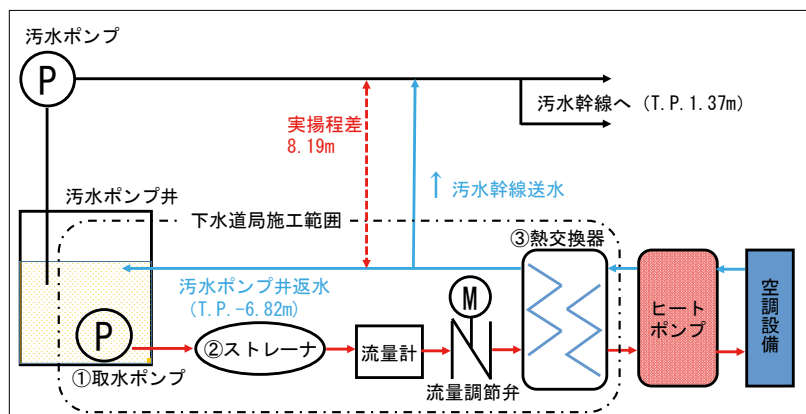 汚水ポンプ
P
汚水幹線へ（T.P.1.37m）
実揚程差
8.19m
↑ 汚水幹線送水
汚水ポンプ井
下水道局施工範囲
③熱交換器
汚水ポンプ井返水
（T.P.-6.82m）
M
P
②ストレーナ
流量計
ヒート
ポンプ
空調設備
①取水ポンプ
流量調節弁